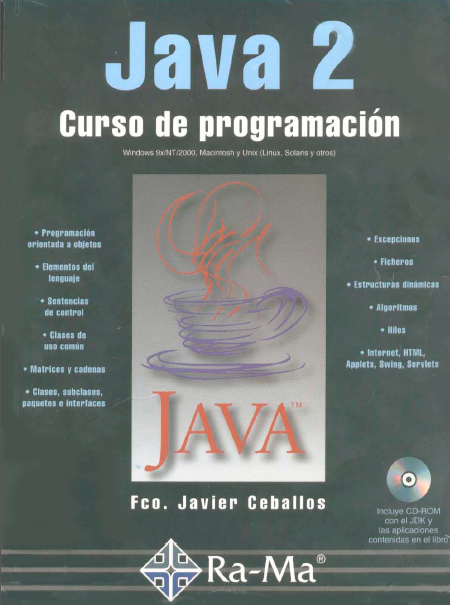 Java 2
Curso de programación
Windows 9x/NT/2000, Macintosh y Unix (Linux, Solaris y otros)
• Programación
orientada a objetos
• Elementos del
lenguaje
• Sentencias
de control
• Clases de
uso común
• Matrices y cadenas
• Clases, subclases,
paquetes e interfaces
• Excepciones
• Ficheros
• Estructuras dinámicas
• Algoritmos
• Hilos
• Internet, HTML,
Applets, Swing, Servlets
JAVA™
Fco. Javier Ceballos
Incluye CD-ROM
con el JDK y
las aplicaciones
contenidas en el libro
Ra-Ma®